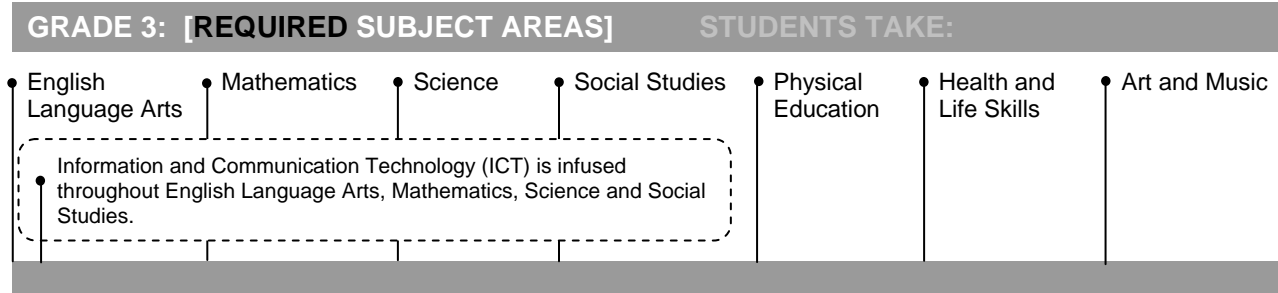 GRADE 3: [REQUIRED SUBJECT AREAS] STUDENTS TAKE:
English
Language Arts
Mathematics
Science
Social Studies
Physical
Education
Health and
Life Skills
Art and Music
Information and Communication Technology (ICT) is infused
throughout English Language Arts, Mathematics, Science and Social
Studies.